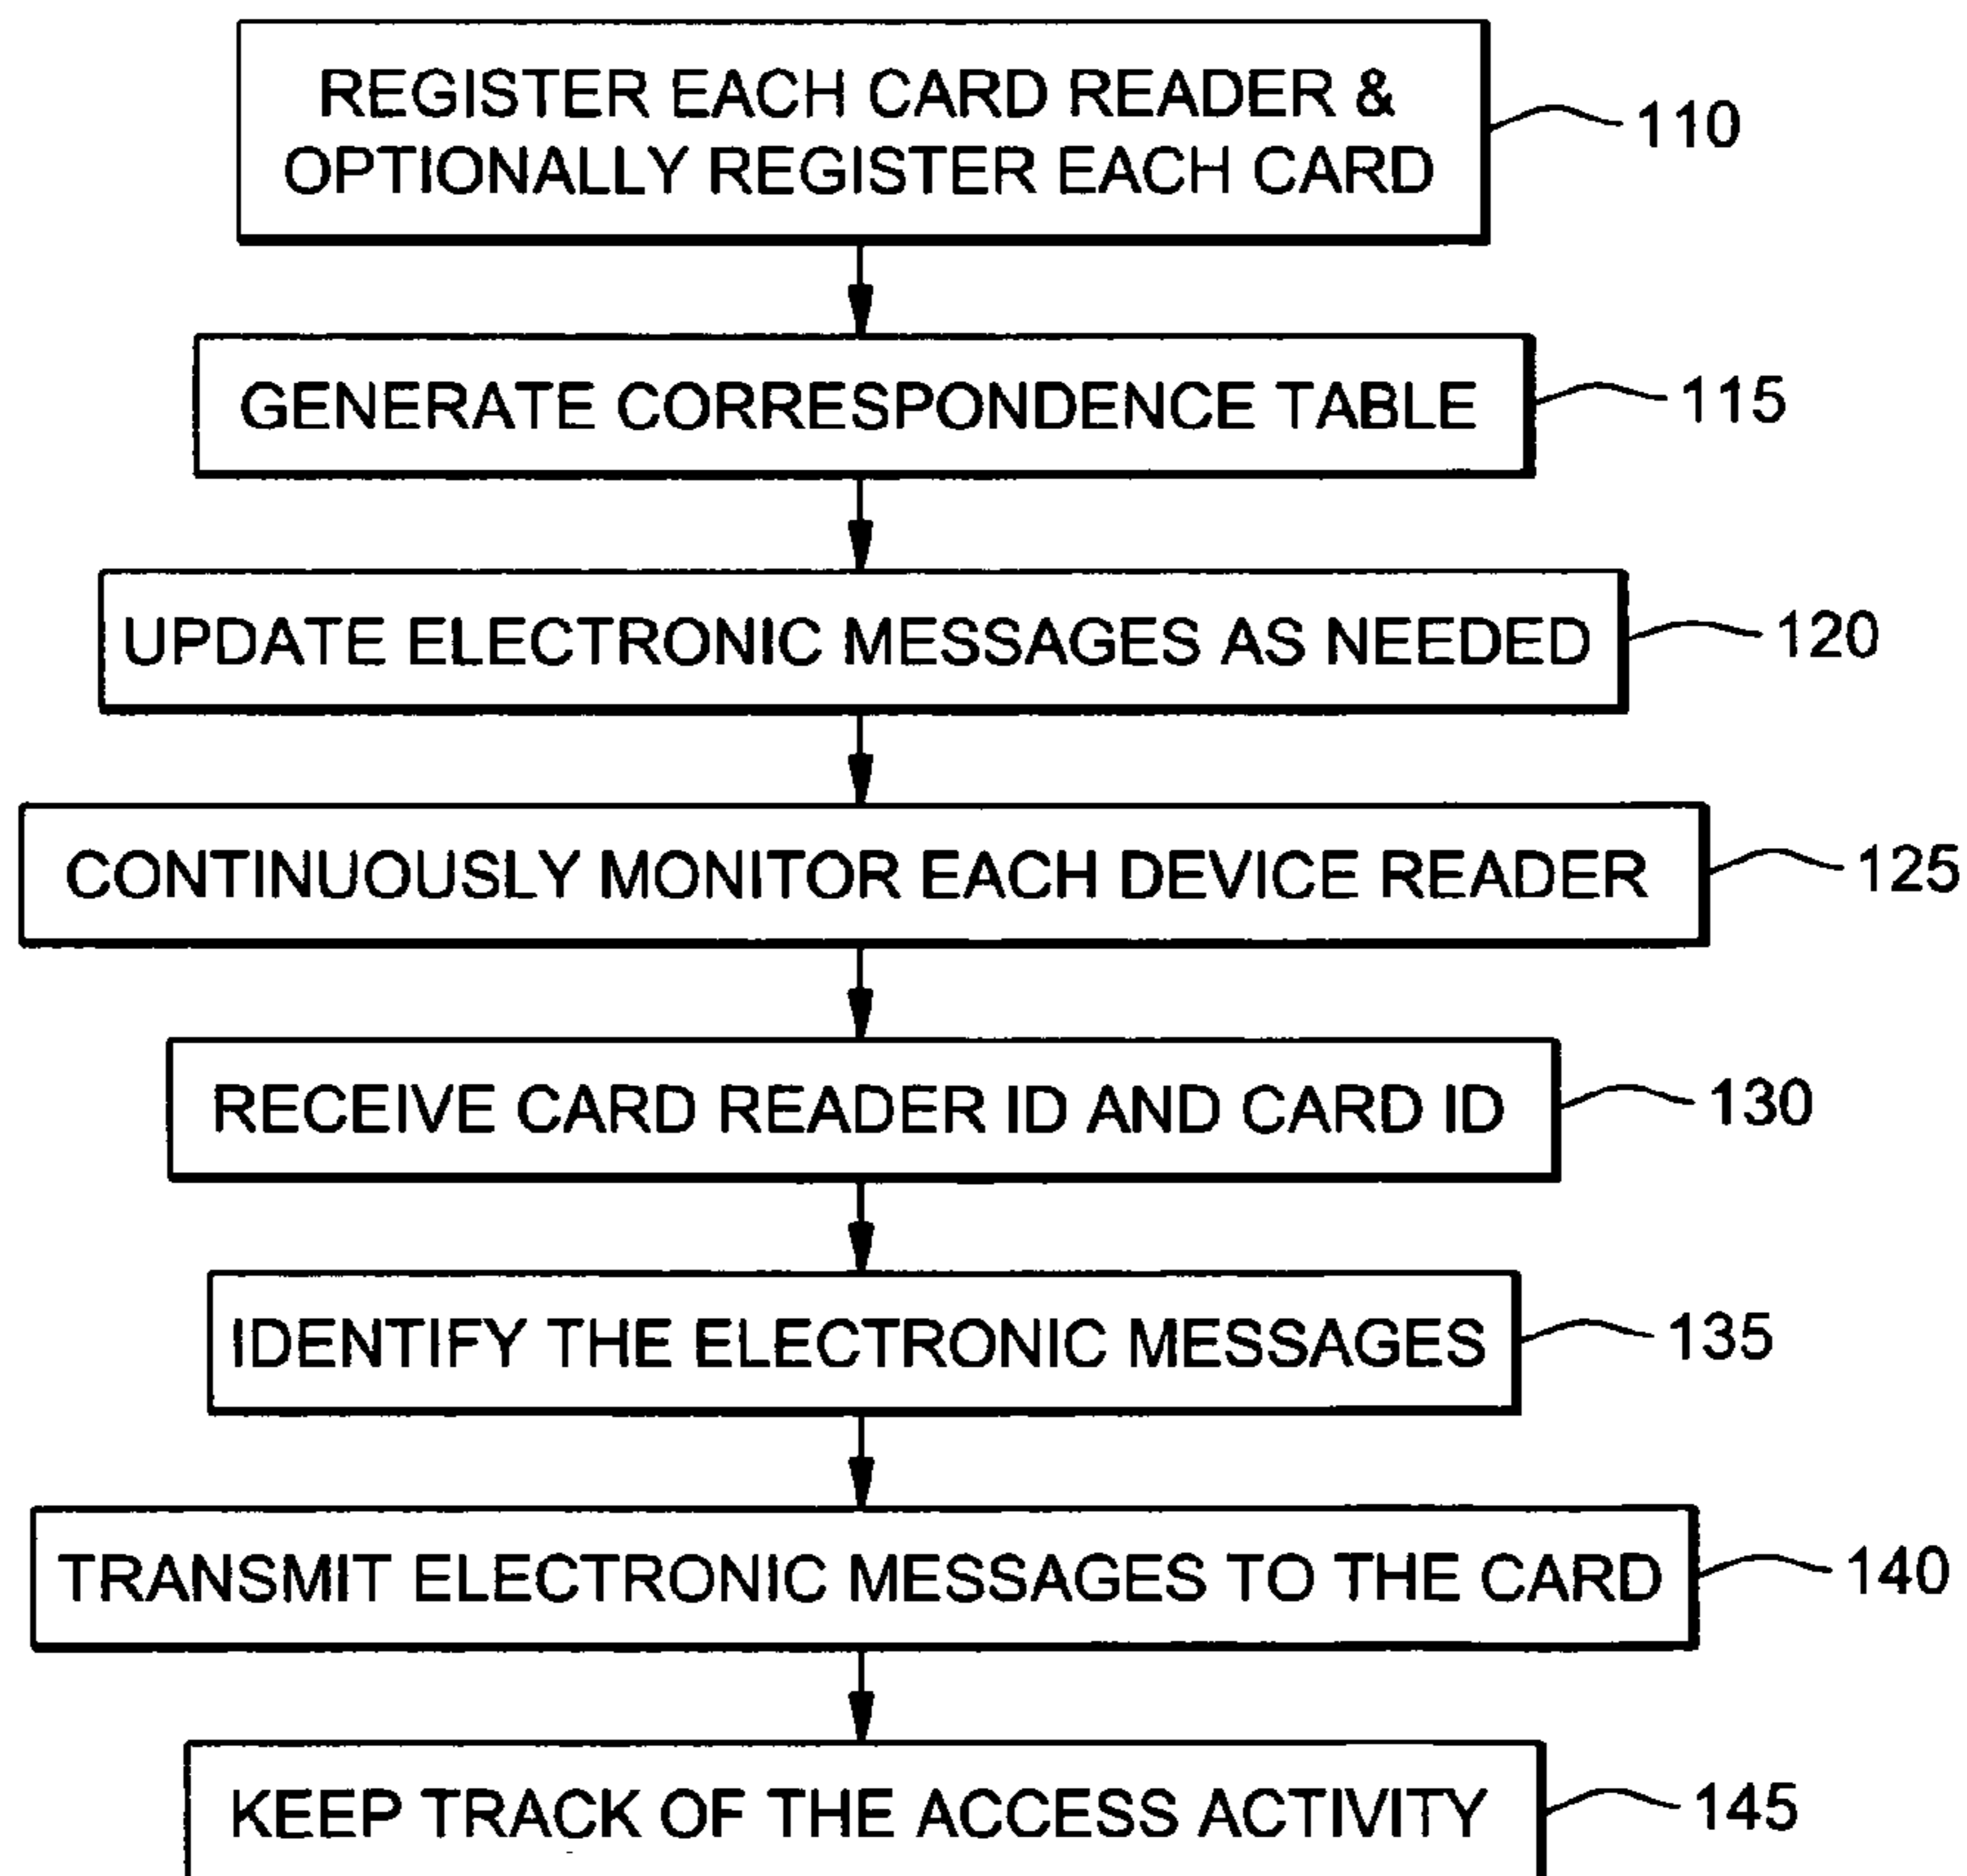 REGISTER EACH CARD READER &
OPTIONALLY REGISTER EACH CARD
110
GENERATE CORRESPONDENCE TABLE
115
UPDATE ELECTRONIC MESSAGES AS NEEDED
120
CONTINUOUSLY MONITOR EACH DEVICE READER
125
RECEIVE CARD READER ID AND CARD ID
130
IDENTIFY THE ELECTRONIC MESSAGES
135
TRANSMIT ELECTRONIC MESSAGES TO THE CARD
140
KEEP TRACK OF THE ACCESS ACTIVITY
145